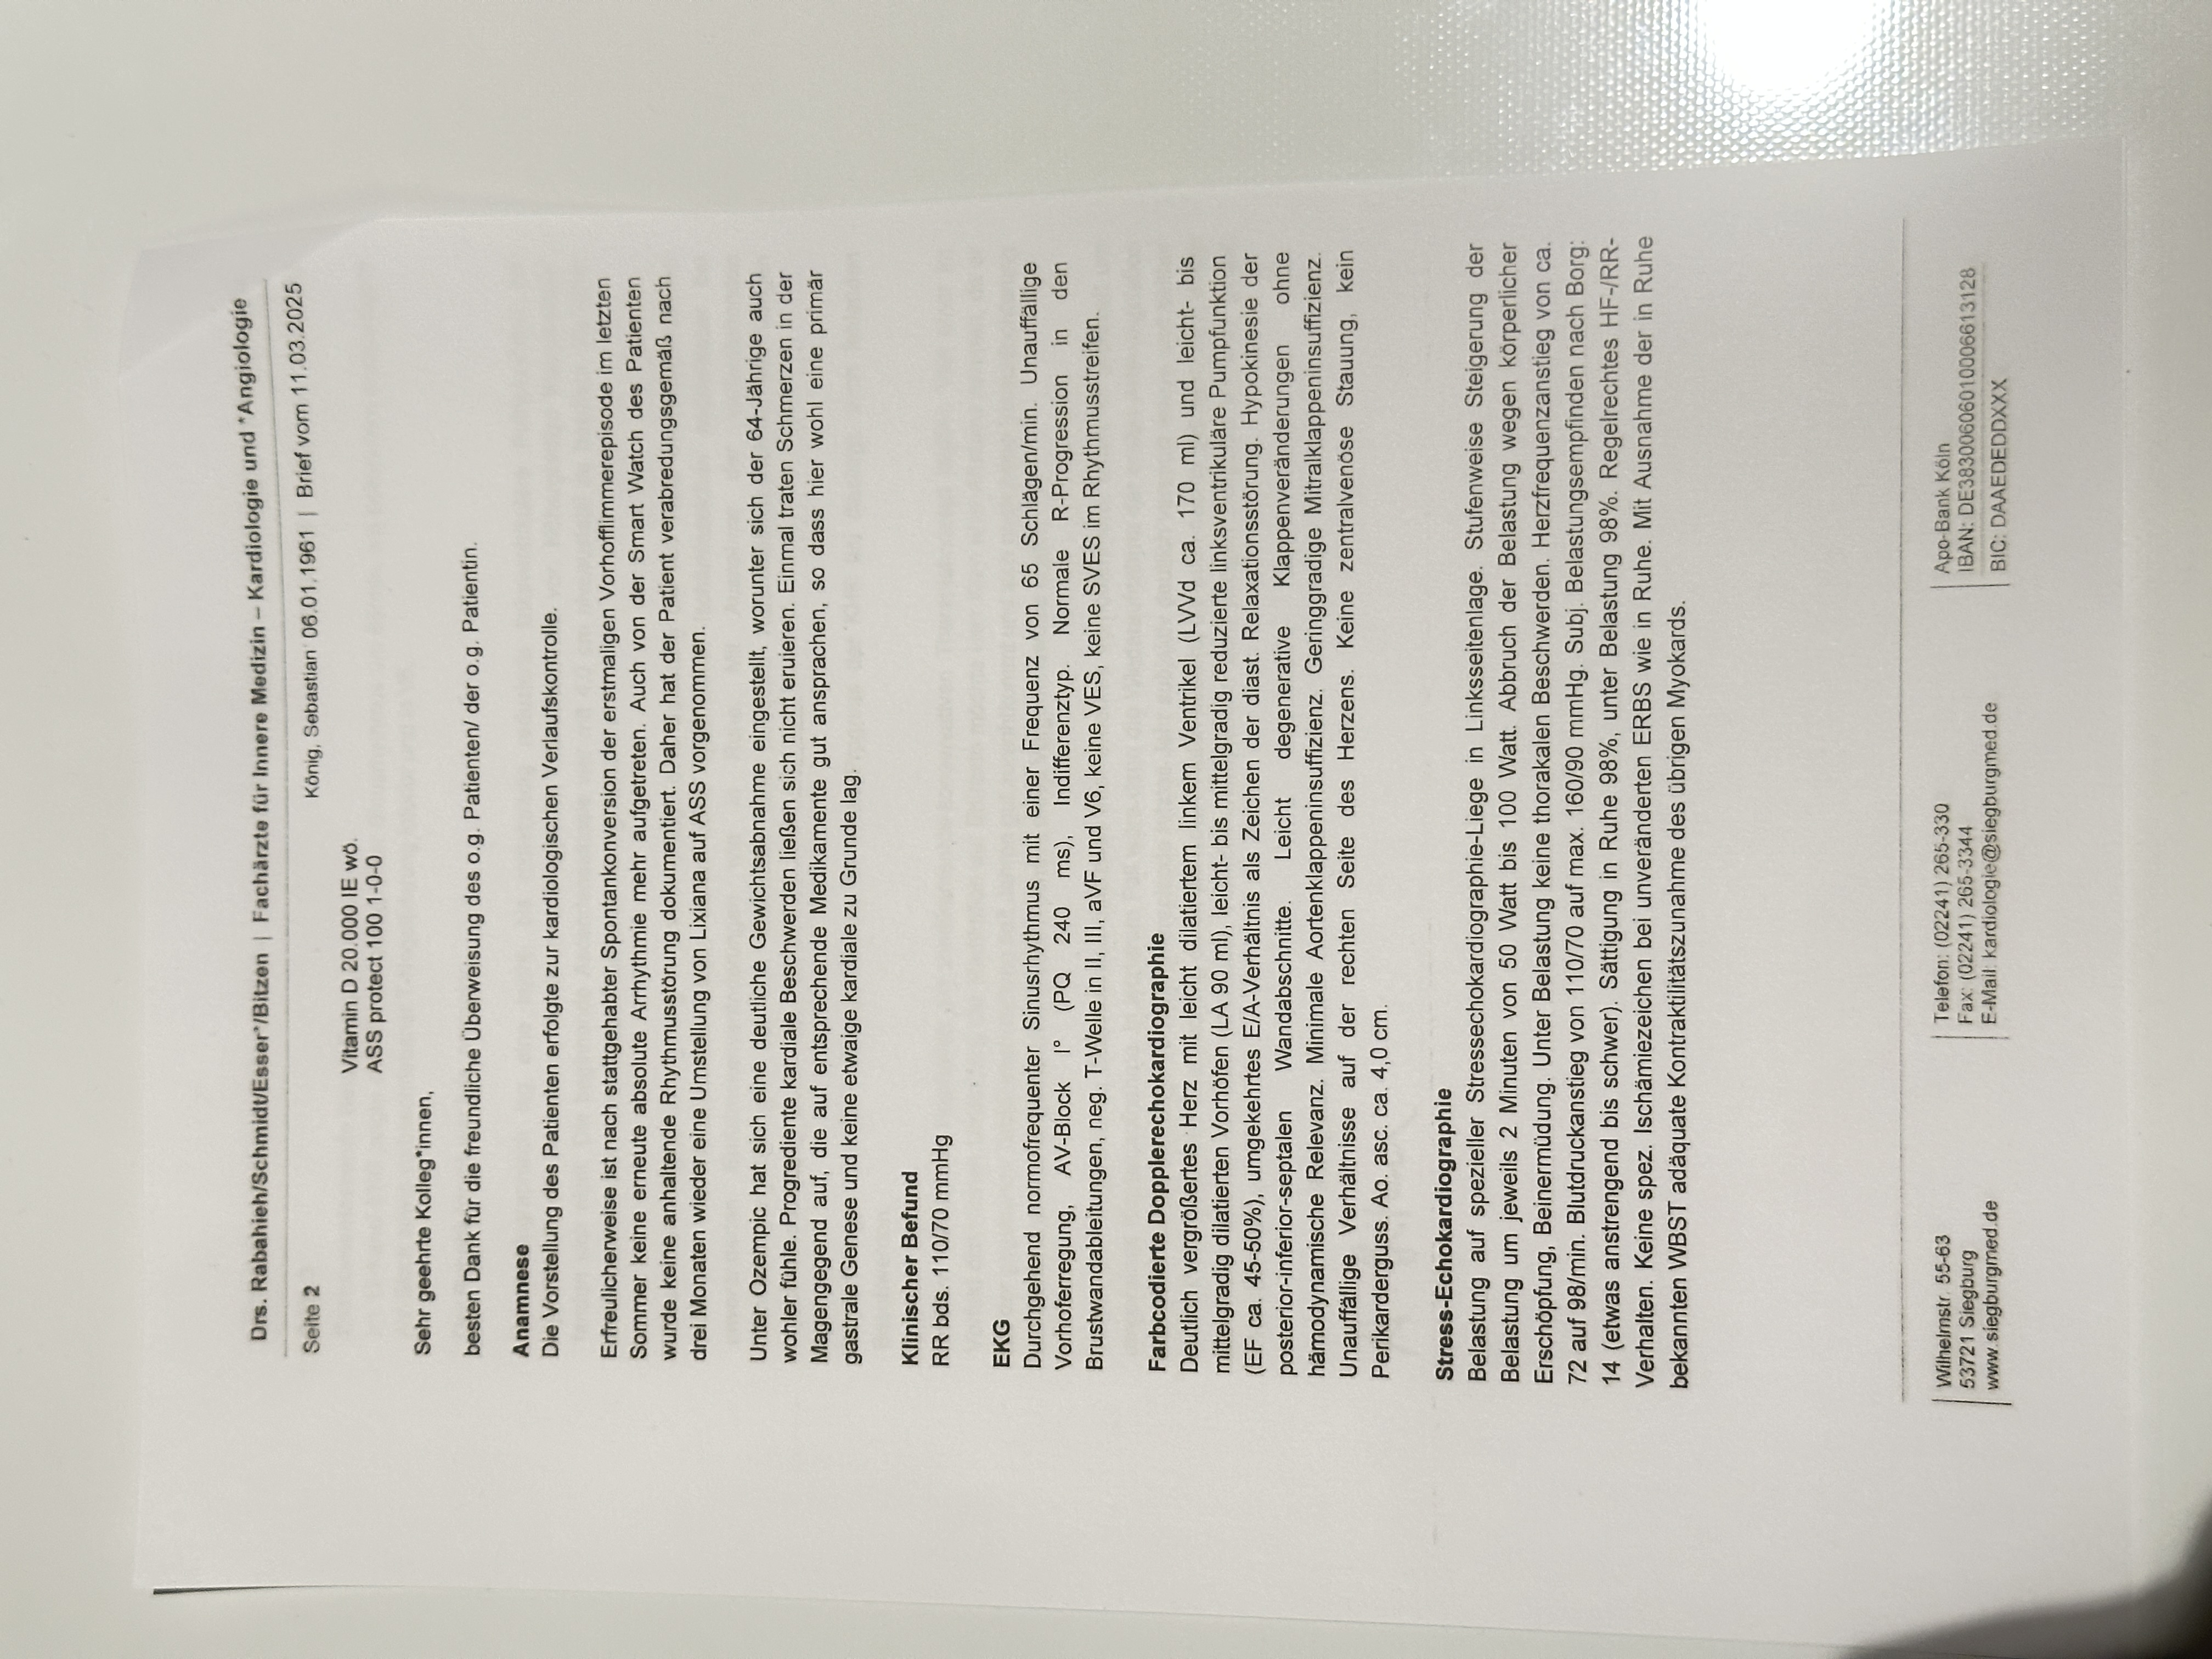 Drs. Rabahieh/Schmidt/Esser*/Bitzen | Fachärzte für Innere Medizin – Kardiologie und *Angiologie
Seite 2
König, Sebastian 06.01.1961 | Brief vom 11.03.2025
Vitamin D 20.000 IE wö.
ASS protect 100 1-0-0
Sehr geehrte Kolleg*innen,
besten Dank für die freundliche Überweisung des o.g. Patienten/ der o.g. Patientin.
Anamnese
Die Vorstellung des Patienten erfolgte zur kardiologischen Verlaufskontrolle.
Erfreulicherweise ist nach stattgehabter Spontankonversion der erstmaligen Vorhofflimmerepisode im letzten
Sommer keine erneute absolute Arrhythmie mehr aufgetreten. Auch von der Smart Watch des Patienten
wurde keine anhaltende Rhythmusstörung dokumentiert. Daher hat der Patient verabredungsgemäß nach
drei Monaten wieder eine Umstellung von Lixiana auf ASS vorgenommen.
Unter Ozempic hat sich eine deutliche Gewichtsabnahme eingestellt, worunter sich der 64-Jährige auch
wohler fühle. Progrediente kardiale Beschwerden ließen sich nicht eruieren. Einmal traten Schmerzen in der
Magengegend auf, die auf entsprechende Medikamente gut ansprachen, so dass hier wohl eine primär
gastrale Genese und keine etwaige kardiale zu Grunde lag.
Klinischer Befund
RR bds. 110/70 mmHg
EKG
Durchgehend normofrequenter Sinusrhythmus mit einer Frequenz von 65 Schlägen/min. Unauffällige
Vorhoferregung, AV-Block I° (PQ 240 ms), Indifferenztyp. Normale R-Progression in den
Brustwandableitungen, neg. T-Welle in II, III, aVF und V6, keine VES, keine SVES im Rhythmusstreifen.
Farbcodierte Dopplerechokardiographie
Deutlich vergrößertes Herz mit leicht dilatiertem linkem Ventrikel (LVVd ca. 170 ml) und leicht- bis
mittelgradig dilatierten Vorhöfen (LA 90 ml), leicht- bis mittelgradig reduzierte linksventrikuläre Pumpfunktion
(EF ca. 45-50%), umgekehrtes E/A-Verhältnis als Zeichen der diast. Relaxationsstörung. Hypokinesie der
posterior-inferior-septalen Wandabschnitte. Leicht degenerative Klappenveränderungen ohne
hämodynamische Relevanz. Minimale Aortenklappeninsuffizienz. Geringgradige Mitralklappeninsuffizienz.
Unauffällige Verhältnisse auf der rechten Seite des Herzens. Keine zentralvenöse Stauung, kein
Perikarderguss. Ao. asc. ca. 4,0 cm.
Stress-Echokardiographie
Belastung auf spezieller Stressechokardiographie-Liege in Linksseitenlage. Stufenweise Steigerung der
Belastung um jeweils 2 Minuten von 50 Watt bis 100 Watt. Abbruch der Belastung wegen körperlicher
Erschöpfung, Beinermüdung. Unter Belastung keine thorakalen Beschwerden. Herzfrequenzanstieg von ca.
72 auf 98/min. Blutdruckanstieg von 110/70 auf max. 160/90 mmHg. Subj. Belastungsempfinden nach Borg:
14 (etwas anstrengend bis schwer). Sättigung in Ruhe 98%, unter Belastung 98%. Regelrechtes HF-/RR-
Verhalten. Keine spez. Ischämiezeichen bei unveränderten ERBS wie in Ruhe. Mit Ausnahme der in Ruhe
bekannten WBST adäquate Kontraktilitätszunahme des übrigen Myokards.
Wilhelmstr. 55-63
53721 Siegburg
www.siegburgmed.de
Telefon: (02241) 265-330
Fax: (02241) 265-3344
E-Mail: kardiologie@siegburgmed.de
Apo-Bank Köln
IBAN: DE38300606010006613128
BIC: DAAEDEDDXXX